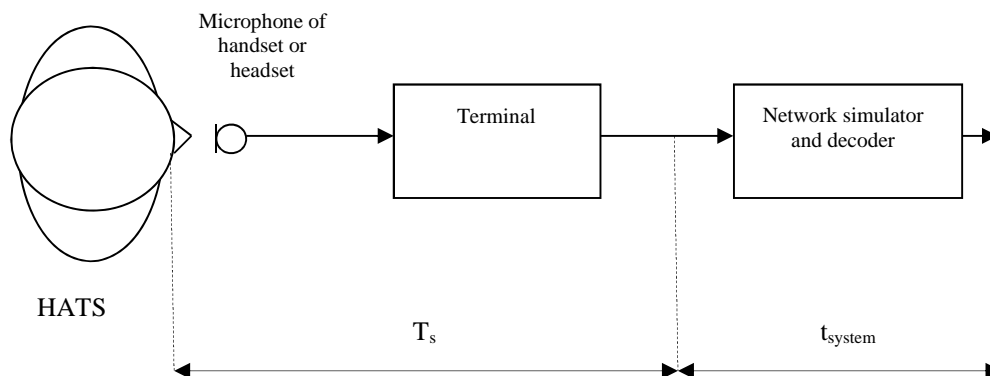 Microphone of
handset or
headset
Terminal
Network simulator
and decoder
HATS
Ts
tsystem